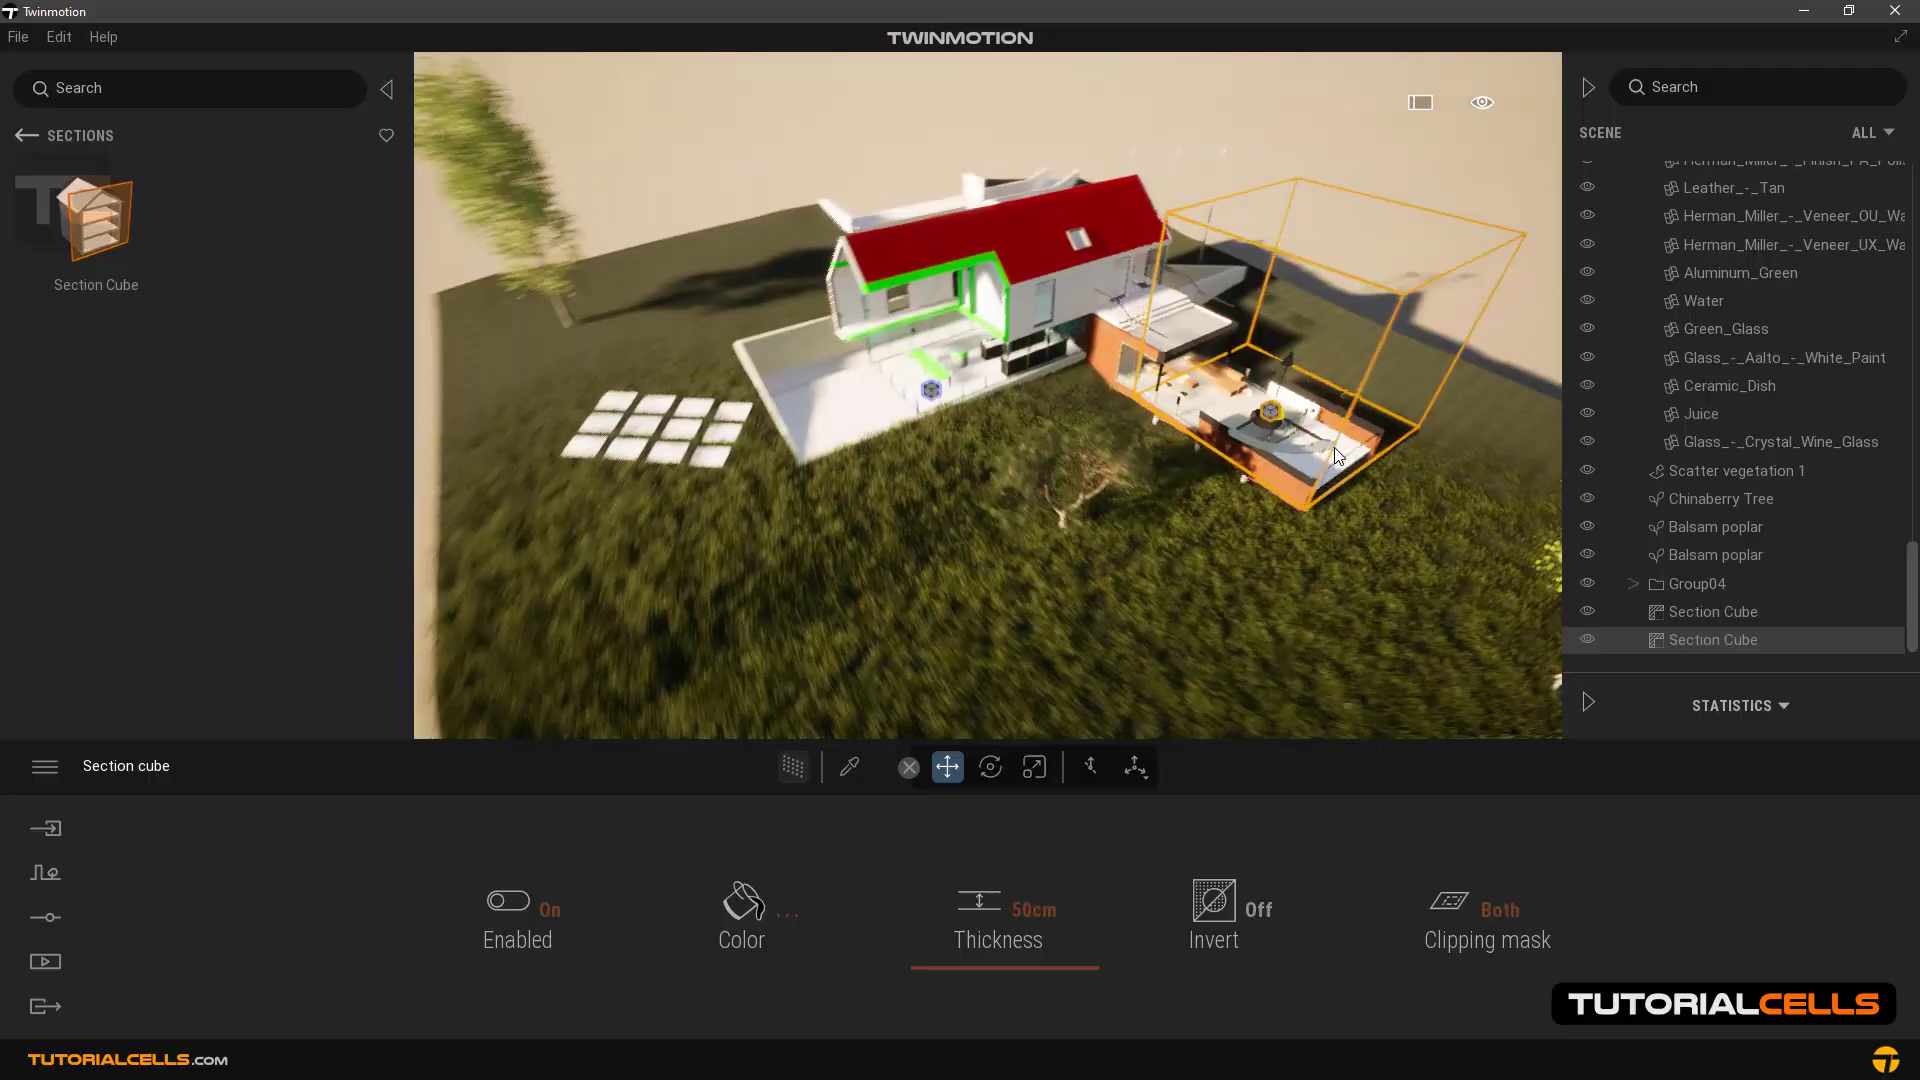 Twinmotion
File Edit Help
TWINMOTION
Search
SECTIONS
Section Cube
Search
SCENE
ALL
Leather_-_Tan
Herman_Miller_-_Veneer_OU_Wa
Herman_Miller_-_Veneer_UX_Wa
Aluminum_Green
Water
Green_Glass
Glass_-_Aalto_-_White_Paint
Ceramic_Dish
Juice
Glass_-_Crystal_Wine_Glass
Scatter vegetation 1
Chinaberry Tree
Balsam poplar
Balsam poplar
Group04
Section Cube
Section Cube
STATISTICS
Section cube
On
Enabled
...
Color
50cm
Thickness
Off
Invert
Both
Clipping mask
TUTORIALCELLS
TUTORIALCELLS.COM